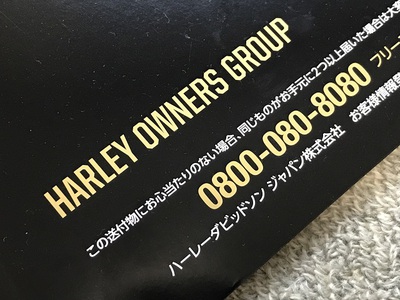 HARLEY OWNERS GROUP
この送付物にお心当たりのない場合、同じものがお手元に2つ以上届いた場合は大変
0800-080-8080 フリー
ハーレーダビッドソン ジャパン株式会社 お客様情報